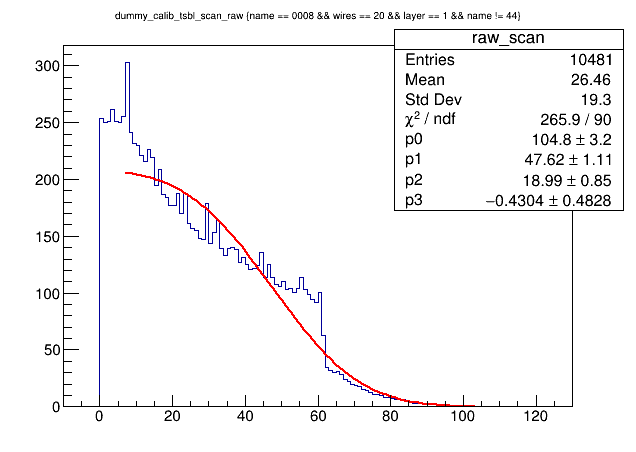 dummy_calib_tsbl_scan_raw {name == 0008 && wires == 20 && layer == 1 && name != 44}
raw_scan
Entries 10481
Mean 26.46
Std Dev 19.3
χ² / ndf 265.9 / 90
p0 104.8 ± 3.2
p1 47.62 ± 1.11
p2 18.99 ± 0.85
p3 −0.4304 ± 0.4828
300
250
200
150
100
50
0
0 20 40 60 80 100 120